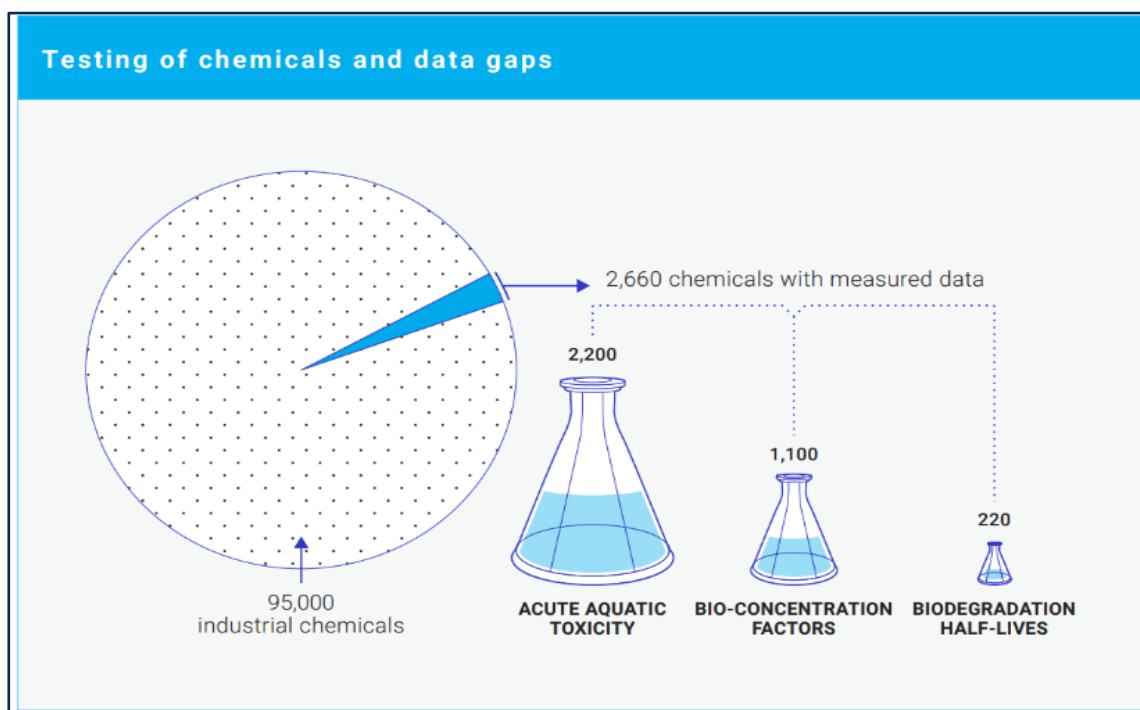 Testing of chemicals and data gaps
2,660 chemicals with measured data
2,200
1,100
220
95,000
industrial chemicals
ACUTE AQUATIC
TOXICITY
BIO-CONCENTRATION
FACTORS
BIODEGRADATION
HALF-LIVES